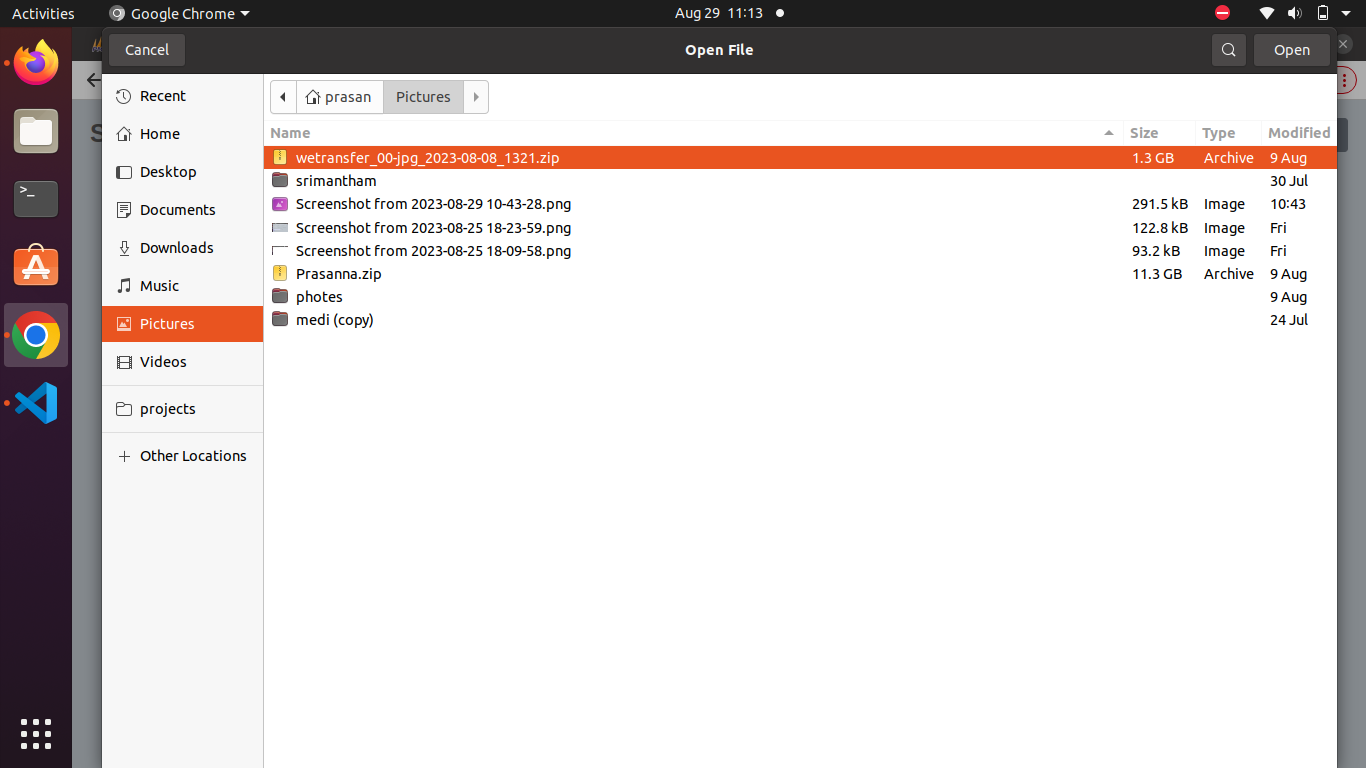 Activities Google Chrome Aug 29 11:13
Cancel Open File Open
Recent
Home
Desktop
Documents
Downloads
Music
Pictures
Videos
projects
Other Locations
prasan Pictures
Name Size Type Modified
wetransfer_00-jpg_2023-08-08_1321.zip 1.3 GB Archive 9 Aug
srimantham 30 Jul
Screenshot from 2023-08-29 10-43-28.png 291.5 kB Image 10:43
Screenshot from 2023-08-25 18-23-59.png 122.8 kB Image Fri
Screenshot from 2023-08-25 18-09-58.png 93.2 kB Image Fri
Prasanna.zip 11.3 GB Archive 9 Aug
photes 9 Aug
medi (copy) 24 Jul